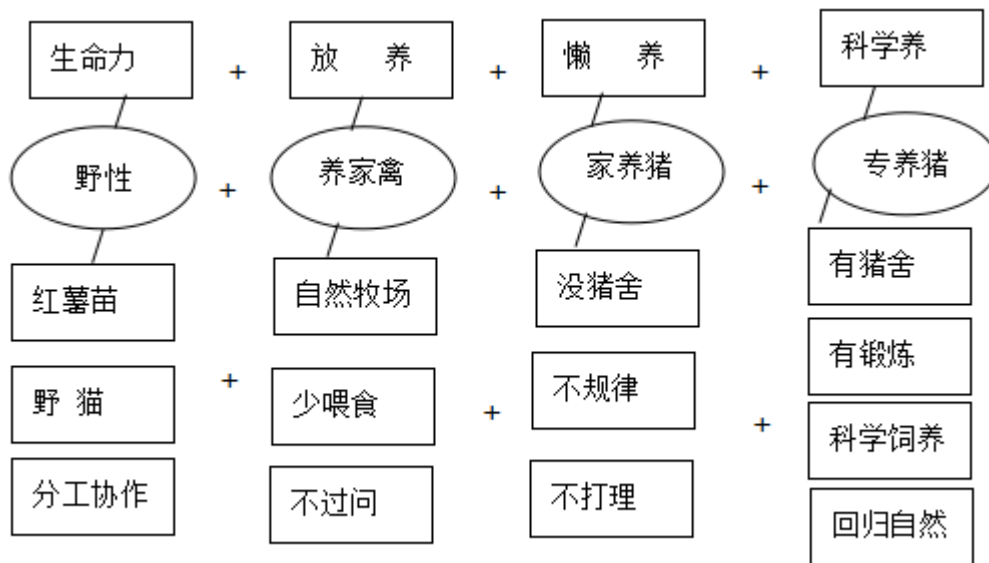 生命力 + 放 养 + 懒 养 + 科学养
野性 + 养家禽 + 家养猪 + 专养猪
红薯苗 自然牧场 没猪舍 有猪舍
野 猫 + 少喂食 + 不规律 + 有锻炼
科学饲养
分工协作 不过问 不打理 回归自然